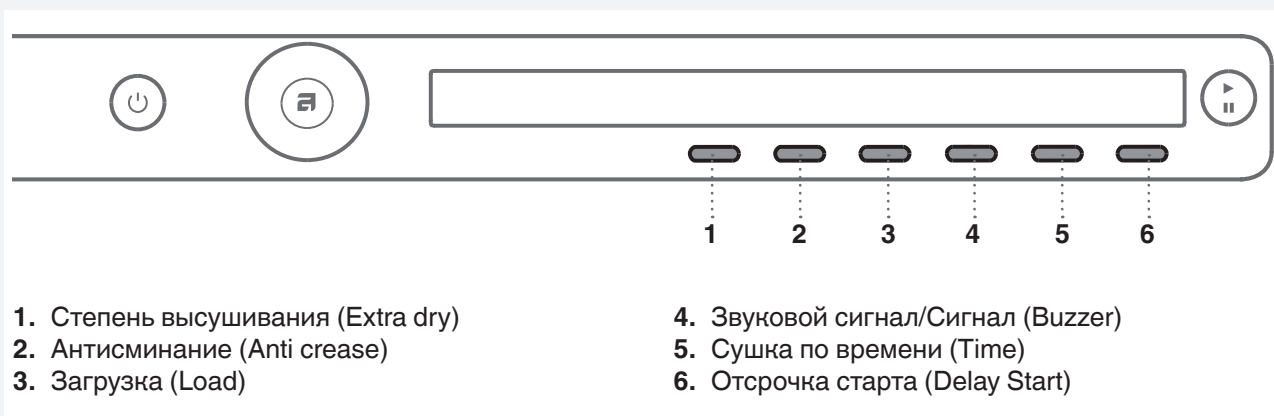 1 2 3 4 5 6
1. Степень высушивания (Extra dry)
2. Антисминание (Anti crease)
3. Загрузка (Load)
4. Звуковой сигнал/Сигнал (Buzzer)
5. Сушка по времени (Time)
6. Отсрочка старта (Delay Start)